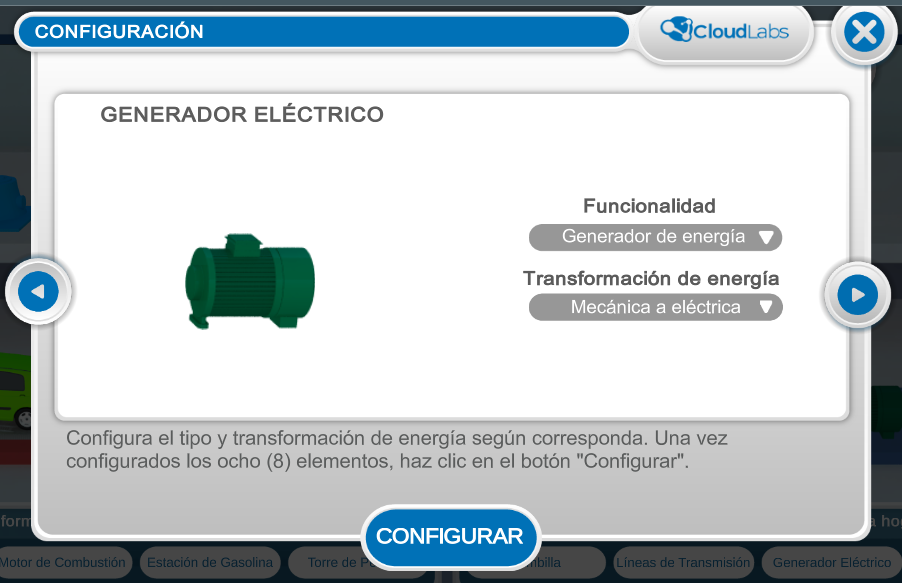 CONFIGURACIÓN
CloudLabs
GENERADOR ELÉCTRICO
Funcionalidad
Generador de energía
Transformación de energía
Mecánica a eléctrica
Configura el tipo y transformación de energía según corresponda. Una vez
configurados los ocho (8) elementos, haz clic en el botón "Configurar".
CONFIGURAR
Motor de Combustión
Estación de Gasolina
Torre de
Líneas de Transmisión
Generador Eléctrico